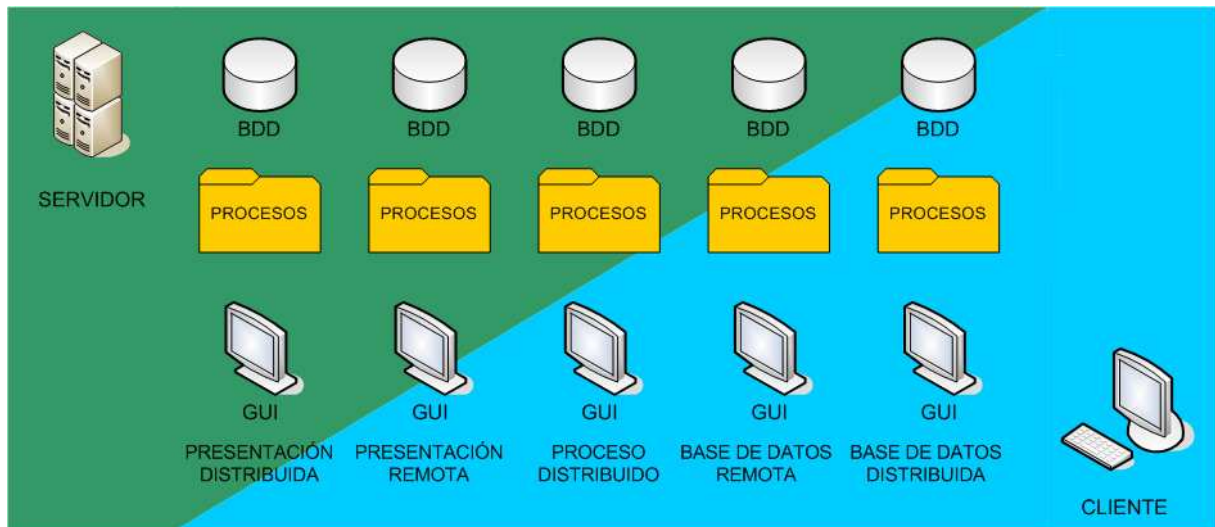 BDD BDD BDD BDD BDD
SERVIDOR
PROCESOS PROCESOS PROCESOS PROCESOS PROCESOS
GUI GUI GUI GUI GUI
PRESENTACIÓN DISTRIBUIDA
PRESENTACIÓN REMOTA
PROCESO DISTRIBUIDO
BASE DE DATOS REMOTA
BASE DE DATOS DISTRIBUIDA
CLIENTE